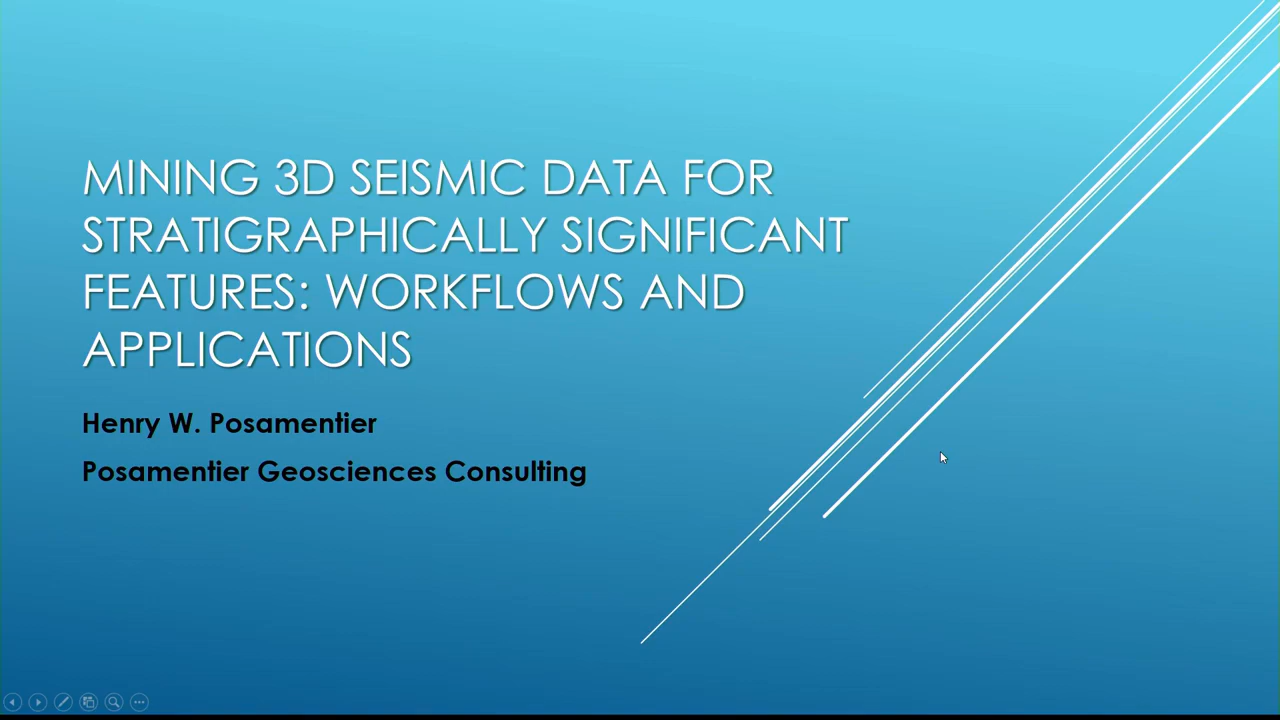 MINING 3D SEISMIC DATA FOR
STRATIGRAPHICALLY SIGNIFICANT
FEATURES: WORKFLOWS AND
APPLICATIONS
Henry W. Posamentier
Posamentier Geosciences Consulting